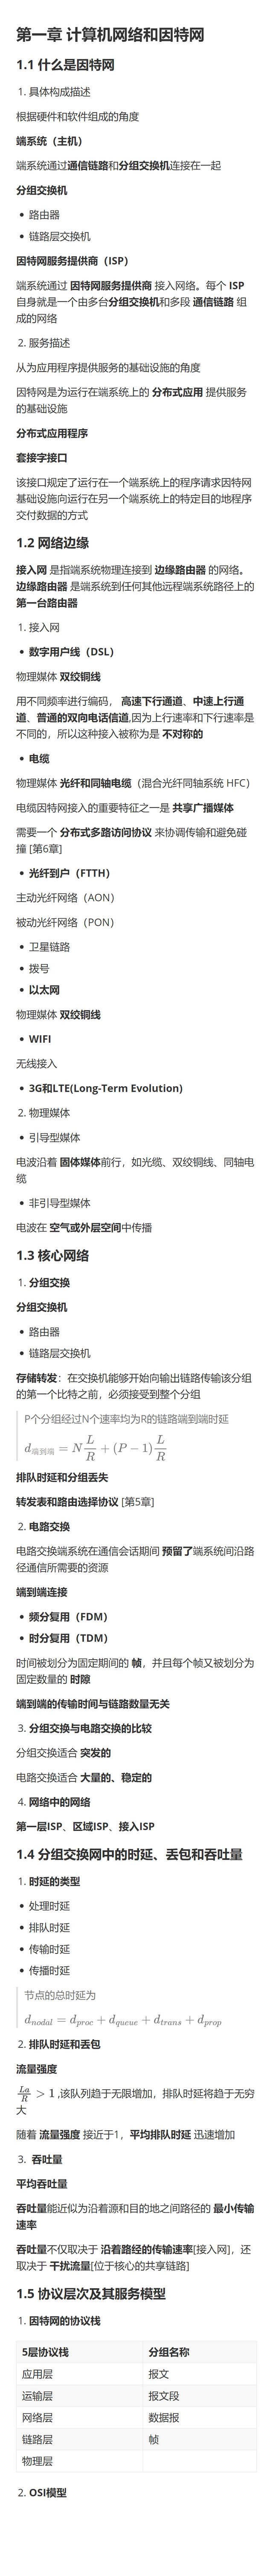 第一章 计算机网络和因特网
1.1 什么是因特网
1. 具体构成描述
根据硬件和软件组成的角度
端系统（主机）
端系统通过通信链路和分组交换机连接在一起
分组交换机
• 路由器
• 链路层交换机
因特网服务提供商（ISP）
端系统通过 因特网服务提供商 接入网络。每个 ISP
自身就是一个由多台分组交换机和多段 通信链路 组
成的网络
2. 服务描述
从为应用程序提供服务的基础设施的角度
因特网是为运行在端系统上的 分布式应用 提供服务
的基础设施
分布式应用程序
套接字接口
该接口规定了运行在一个端系统上的程序请求因特网
基础设施向运行在另一个端系统上的特定目的地程序
交付数据的方式
1.2 网络边缘
接入网 是指端系统物理连接到 边缘路由器 的网络。
边缘路由器 是端系统到任何其他远程端系统路径上的
第一台路由器
1. 接入网
• 数字用户线（DSL）
物理媒体 双绞铜线
用不同频率进行编码， 高速下行通道、中速上行通
道、普通的双向电话信道,因为上行速率和下行速率是
不同的，所以这种接入被称为是 不对称的
• 电缆
物理媒体 光纤和同轴电缆（混合光纤同轴系统 HFC）
电缆因特网接入的重要特征之一是 共享广播媒体
需要一个 分布式多路访问协议 来协调传输和避免碰
撞 [第6章]
• 光纤到户（FTTH）
主动光纤网络（AON）
被动光纤网络（PON）
• 卫星链路
• 拨号
• 以太网
物理媒体 双绞铜线
• WIFI
无线接入
• 3G和LTE(Long-Term Evolution)
2. 物理媒体
• 引导型媒体
电波沿着 固体媒体前行，如光缆、双绞铜线、同轴电
缆
• 非引导型媒体
电波在 空气或外层空间中传播
1.3 核心网络
1. 分组交换
分组交换机
• 路由器
• 链路层交换机
存储转发：在交换机能够开始向输出链路传输该分组
的第一个比特之前，必须接受到整个分组
P个分组经过N个速率均为R的链路端到端时延
d端到端 = N L/R + (P − 1) L/R
排队时延和分组丢失
转发表和路由选择协议 [第5章]
2. 电路交换
电路交换端系统在通信会话期间 预留了端系统间沿路
径通信所需要的资源
端到端连接
• 频分复用（FDM）
• 时分复用（TDM）
时间被划分为固定期间的 帧，并且每个帧又被划分为
固定数量的 时隙
端到端的传输时间与链路数量无关
3. 分组交换与电路交换的比较
分组交换适合 突发的
电路交换适合 大量的、稳定的
4. 网络中的网络
第一层ISP、区域ISP、接入ISP
1.4 分组交换网中的时延、丢包和吞吐量
1. 时延的类型
• 处理时延
• 排队时延
• 传输时延
• 传播时延
节点的总时延为
dnodal = dproc + dqueue + dtrans + dprop
2. 排队时延和丢包
流量强度
La/R > 1 ,该队列趋于无限增加，排队时延将趋于无穷
大
随着 流量强度 接近于1，平均排队时延 迅速增加
3. 吞吐量
平均吞吐量
吞吐量能近似为沿着源和目的地之间路径的 最小传输
速率
吞吐量不仅取决于 沿着路经的传输速率[接入网]，还
取决于 干扰流量[位于核心的共享链路]
1.5 协议层次及其服务模型
1. 因特网的协议栈
5层协议栈 分组名称
应用层 报文
运输层 报文段
网络层 数据报
链路层 帧
物理层
2. OSI模型